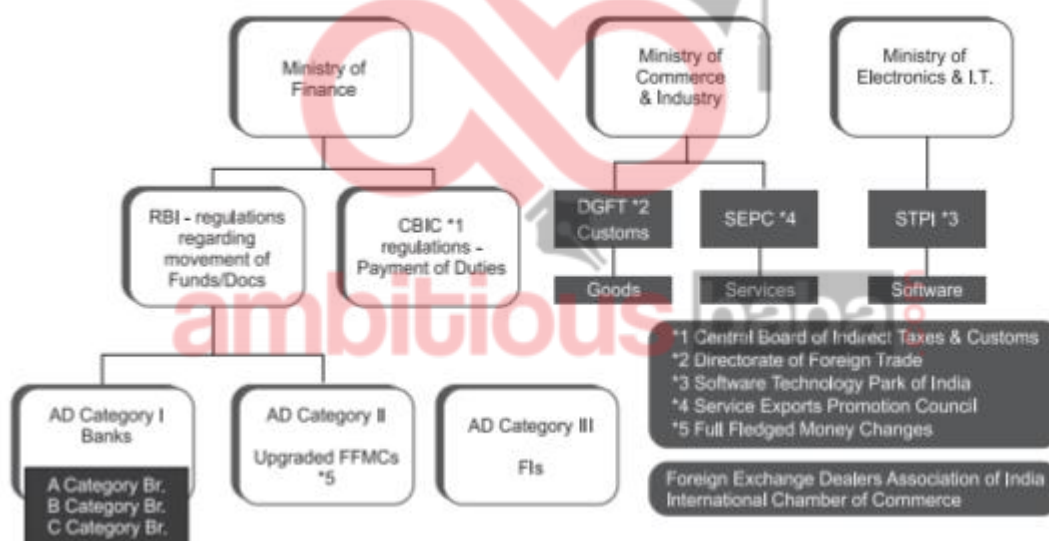 Ministry of
Finance
Ministry of
Commerce
& Industry
Ministry of
Electronics & I.T.
RBI - regulations
regarding
movement of
Funds/Docs
CBIC *1
regulations -
Payment of Duties
DGFT *2
Customs
SEPC *4
STPI *3
Goods
Services
Software
ambitiousbaba.com
AD Category I
Banks
A Category Br.
B Category Br.
C Category Br.
AD Category II
Upgraded FFMCs
*5
AD Category III
FIs
*1 Central Board of Indirect Taxes & Customs
*2 Directorate of Foreign Trade
*3 Software Technology Park of India
*4 Service Exports Promotion Council
*5 Full Fledged Money Changes
Foreign Exchange Dealers Association of India
International Chamber of Commerce